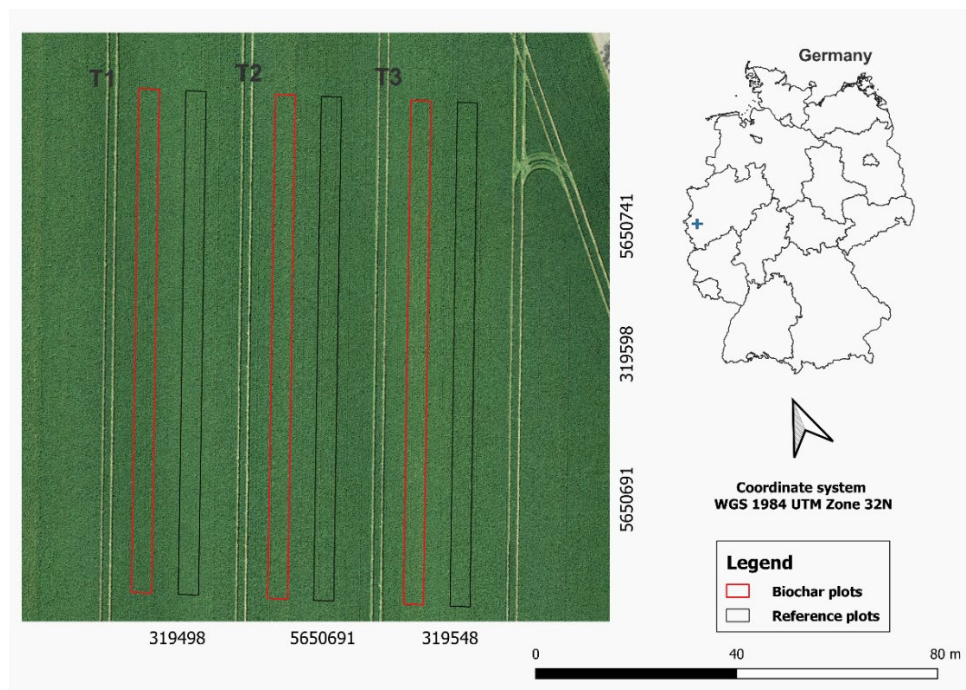 Germany
T1
T2
T3
5650741
319598
5650691
Coordinate system
WGS 1984 UTM Zone 32N
Legend
Biochar plots
Reference plots
319498
5650691
319548
0
40
80 m